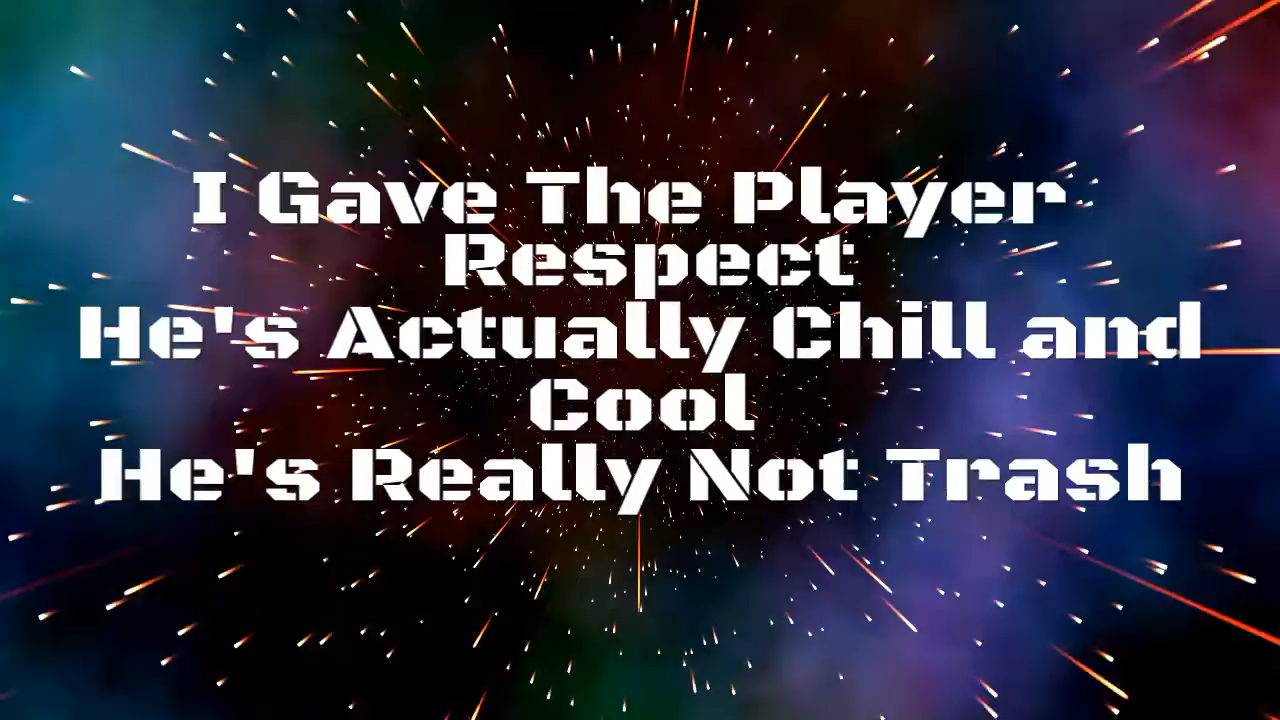 I Gave The Player
Respect
He's Actually Chill and
Cool
He's Really Not Trash